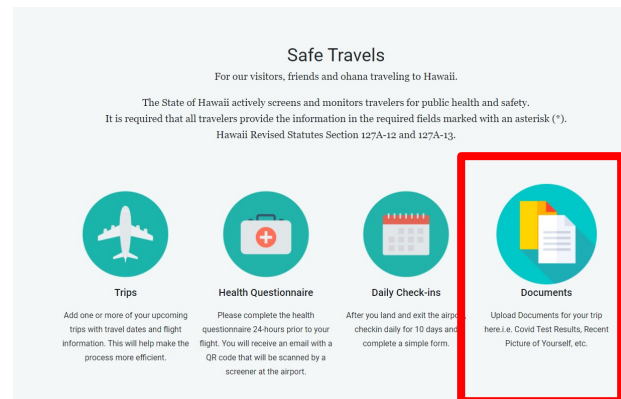 Safe Travels
For our visitors, friends and ohana traveling to Hawaii.
The State of Hawaii actively screens and monitors travelers for public health and safety.
It is required that all travelers provide the information in the required fields marked with an asterisk (*).
Hawaii Revised Statutes Section 127A-12 and 127A-13.
Trips
Add one or more of your upcoming
trips with travel dates and flight
information. This will help make the
process more efficient.
Health Questionnaire
Please complete the health
questionnaire 24-hours prior to your
flight. You will receive an email with a
QR code that will be scanned by a
screener at the airport.
Daily Check-ins
After you land and exit the airport,
checkin daily for 10 days and
complete a simple form.
Documents
Upload Documents for your trip
here.i.e. Covid Test Results, Recent
Picture of Yourself, etc.